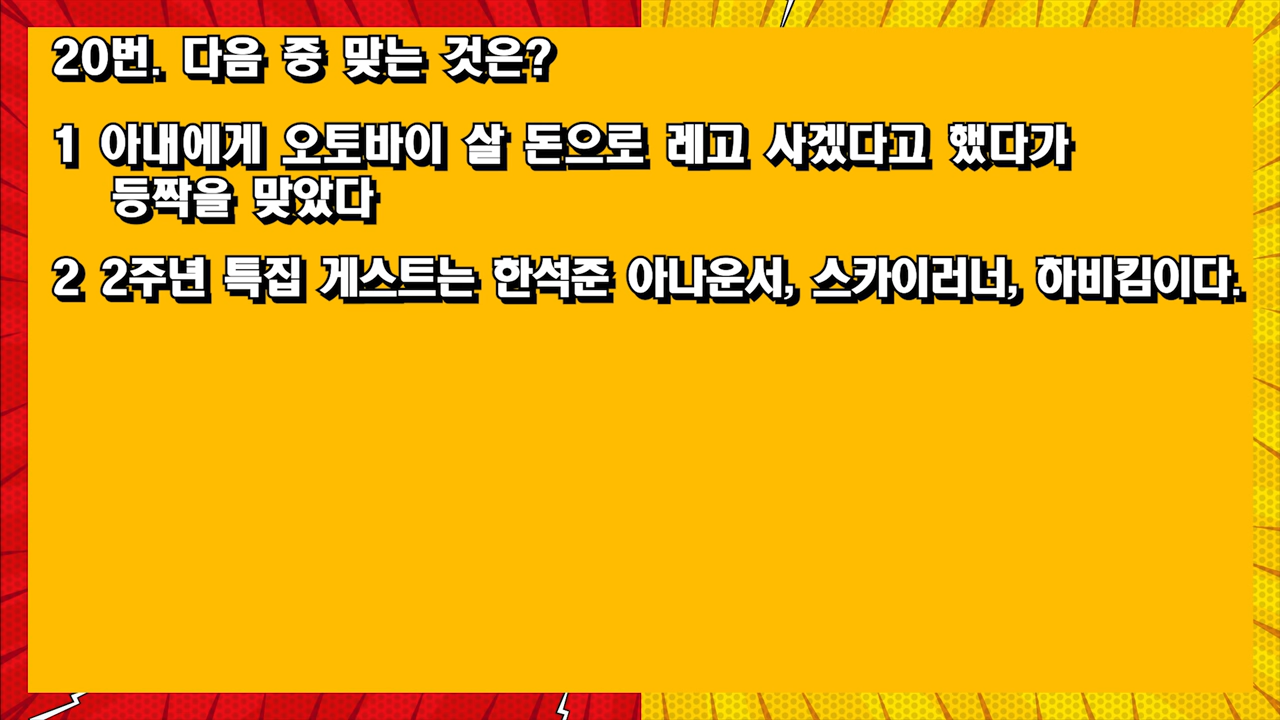 20번. 다음 중 맞는 것은?
1 아내에게 오토바이 살 돈으로 레고 사겠다고 했다가
등짝을 맞았다
2 2주년 특집 게스트는 한석준 아나운서, 스카이러너, 하비킴이다.